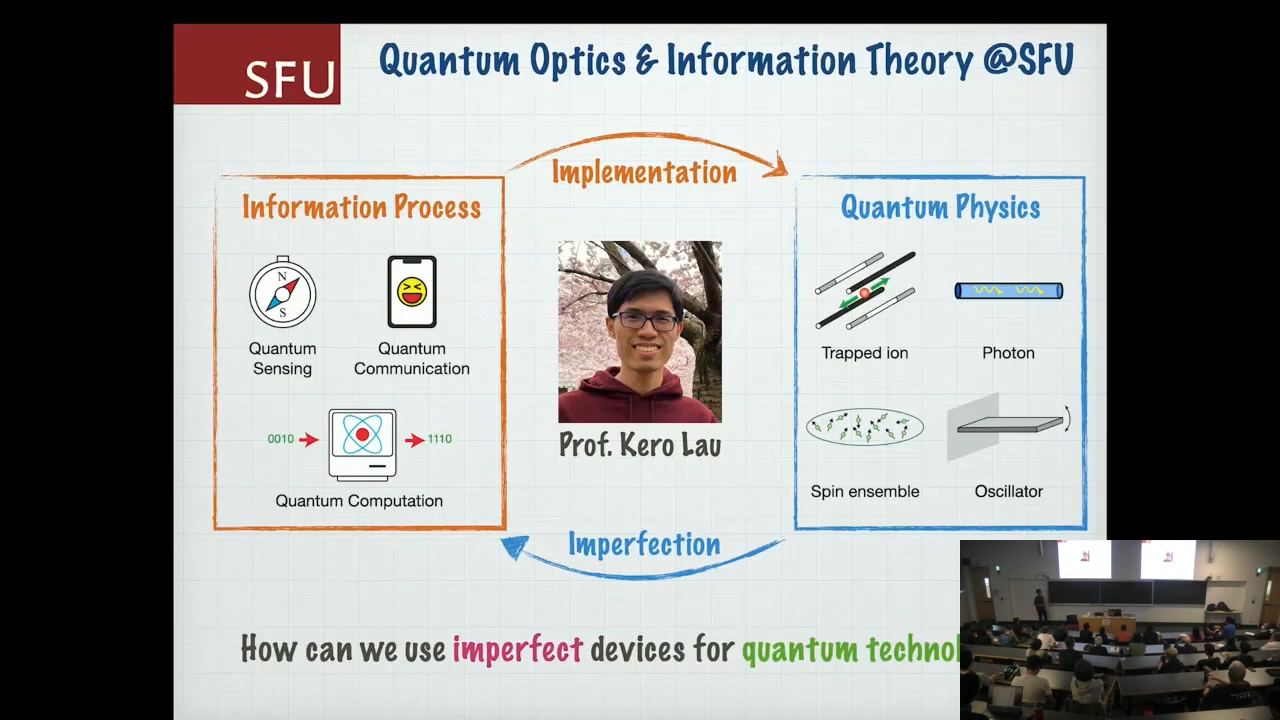 SFU
Quantum Optics & Information Theory @SFU
Implementation
Information Process
N
S
Quantum
Sensing
Quantum
Communication
0010
1110
Quantum Computation
Prof. Kero Lau
Quantum Physics
Trapped ion
Photon
Spin ensemble
Oscillator
Imperfection
How can we use imperfect devices for quantum technol